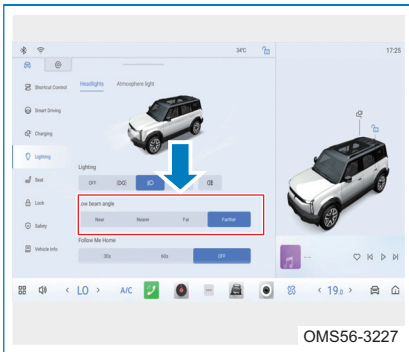 34℃ 17:25
Shortcut Control
Smart Driving
Charging
Lighting
Seat
Lock
Safety
Vehicle Info
Headlights Atmosphere light
Lighting
OFF
Low beam angle
Near Nearer Far Farther
Follow Me Home
30s 60s OFF
--
< LO > A/C < 19.0 >
OMS56-3227